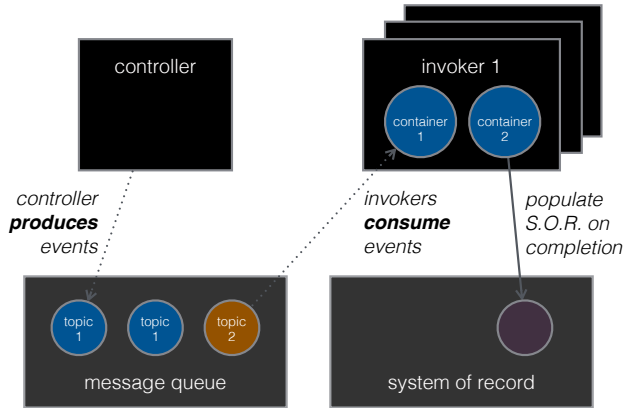 controller
invoker 1
container
1
container
2
controller
produces
events
invokers
consume
events
populate
S.O.R. on
completion
topic
1
topic
1
topic
2
message queue
system of record